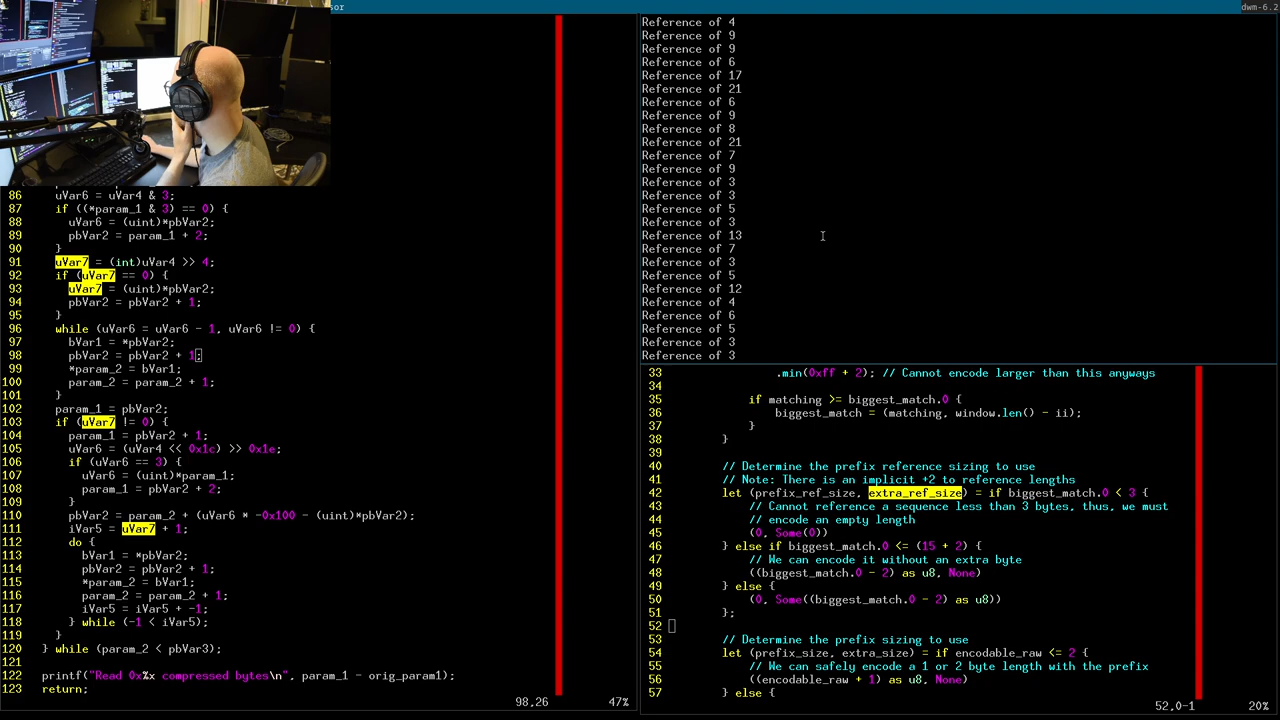 sor
dwm-6.2
86 uVar6 = uVar4 & 3;
87 if ((*param_1 & 3) == 0) {
88 uVar6 = (uint)*pbVar2;
89 pbVar2 = param_1 + 2;
90 }
91 uVar7 = (int)uVar4 >> 4;
92 if (uVar7 == 0) {
93 uVar7 = (uint)*pbVar2;
94 pbVar2 = pbVar2 + 1;
95 }
96 while (uVar6 = uVar6 - 1, uVar6 != 0) {
97 bVar1 = *pbVar2;
98 pbVar2 = pbVar2 + 1;
99 *param_2 = bVar1;
100 param_2 = param_2 + 1;
101 }
102 param_1 = pbVar2;
103 if (uVar7 != 0) {
104 param_1 = pbVar2 + 1;
105 uVar6 = (uVar4 << 0x1c) >> 0x1e;
106 if (uVar6 == 3) {
107 uVar6 = (uint)*param_1;
108 param_1 = pbVar2 + 2;
109 }
110 pbVar2 = param_2 + (uVar6 * -0x100 - (uint)*pbVar2);
111 iVar5 = uVar7 + 1;
112 do {
113 bVar1 = *pbVar2;
114 pbVar2 = pbVar2 + 1;
115 *param_2 = bVar1;
116 param_2 = param_2 + 1;
117 iVar5 = iVar5 + -1;
118 } while (-1 < iVar5);
119 }
120 } while (param_2 < pbVar3);
121
122 printf("Read 0x%x compressed bytes\n", param_1 - orig_param1);
123 return;
98,26 47%
Reference of 4
Reference of 9
Reference of 9
Reference of 6
Reference of 17
Reference of 21
Reference of 6
Reference of 9
Reference of 8
Reference of 21
Reference of 7
Reference of 9
Reference of 3
Reference of 3
Reference of 5
Reference of 3
Reference of 13
Reference of 7
Reference of 3
Reference of 5
Reference of 12
Reference of 4
Reference of 6
Reference of 5
Reference of 3
Reference of 3
33 .min(0xff + 2); // Cannot encode larger than this anyways
34
35 if matching >= biggest_match.0 {
36 biggest_match = (matching, window.len() - ii);
37 }
38 }
39
40 // Determine the prefix reference sizing to use
41 // Note: There is an implicit +2 to reference lengths
42 let (prefix_ref_size, extra_ref_size) = if biggest_match.0 < 3 {
43 // Cannot reference a sequence less than 3 bytes, thus, we must
44 // encode an empty length
45 (0, Some(0))
46 } else if biggest_match.0 <= (15 + 2) {
47 // We can encode it without an extra byte
48 ((biggest_match.0 - 2) as u8, None)
49 } else {
50 (0, Some((biggest_match.0 - 2) as u8))
51 };
52
53 // Determine the prefix sizing to use
54 let (prefix_size, extra_size) = if encodable_raw <= 2 {
55 // We can safely encode a 1 or 2 byte length with the prefix
56 ((encodable_raw + 1) as u8, None)
57 } else {
52,0-1 20%